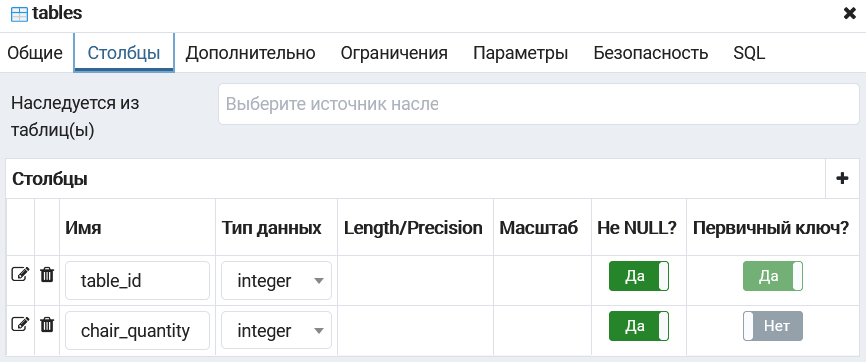 tables
Общие Столбцы Дополнительно Ограничения Параметры Безопасность SQL
Наследуется из
таблиц(ы)
Выберите источник насле
Столбцы
Имя Тип данных Length/Precision Масштаб Не NULL? Первичный ключ?
table_id integer Да Да
chair_quantity integer Да Нет